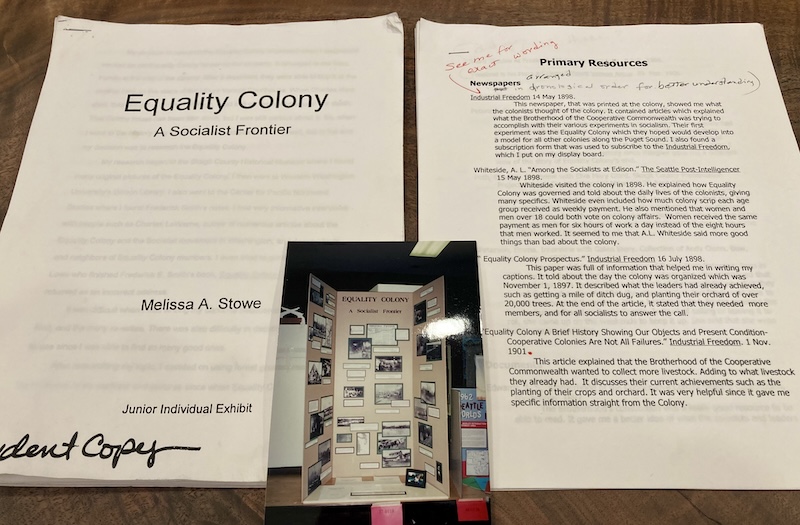 Equality Colony
A Socialist Frontier
Melissa A. Stowe
Junior Individual Exhibit
dent Copy
See me for
exact wording
Primary Resources
Newspapers arranged in chronological order for better understanding
Industrial Freedom 14 May 1898.
This newspaper, that was printed at the colony, showed me what
the colonists thought of the colony. It contained articles which explained
what the Brotherhood of the Cooperative Commonwealth was trying to
accomplish with their various experiments in socialism. Their first
experiment was the Equality Colony which they hoped would develop into
a model for all other colonies along the Puget Sound. I also found a
subscription form that was used to subscribe to the Industrial Freedom,
which I put on my display board.
Whiteside, A. L. "Among the Socialists at Edison." The Seattle Post-Intelligencer
15 May 1898.
Whiteside visited the colony in 1898. He explained how Equality
Colony was governed and told about the daily lives of the colonists, giving
many specifics. Whiteside even included how much colony scrip each age
group received as weekly payment. He also mentioned that women and
men over 18 could both vote on colony affairs. Women received the same
payment as men for six hours of work a day instead of the eight hours
that men worked. It seemed to me that A.L. Whiteside said more good
things than bad about the colony.
" Equality Colony Prospectus." Industrial Freedom 16 July 1898.
This paper was full of information that helped me in writing my
captions. It told about the day the colony was organized which was
November 1, 1897. It described what the leaders had already achieved,
such as getting a mile of ditch dug, and planting their orchard of over
20,000 trees. At the end of the article, it stated that they needed more
members, and for all socialists to answer the call.
"Equality Colony A Brief History Showing Our Objects and Present Condition-
Cooperative Colonies Are Not All Failures." Industrial Freedom. 1 Nov.
1901.
This article explained that the Brotherhood of the Cooperative
Commonwealth wanted to collect more livestock. Adding to what livestock
they already had. It discusses their current achievements such as the
planting of their crops and orchard. It was very helpful since it gave me
specific information straight from the Colony.
EQUALITY COLONY
A Socialist Frontier